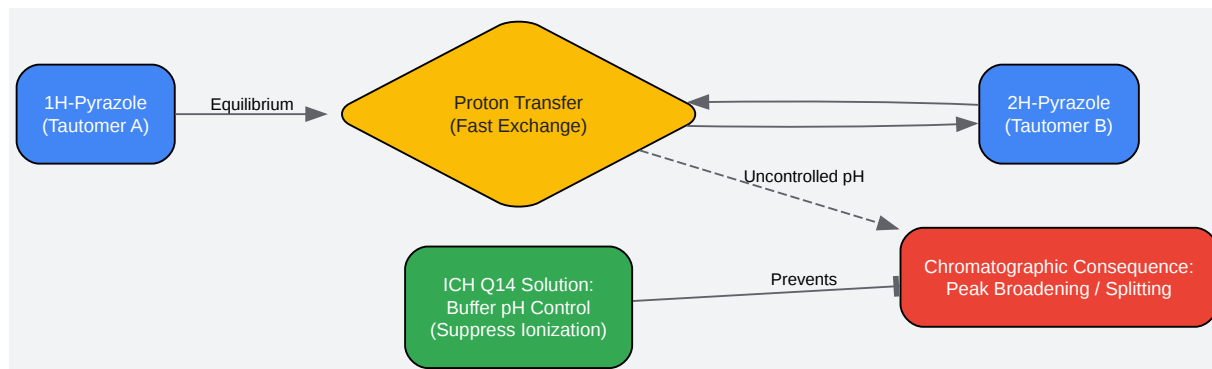 1H-Pyrazole
(Tautomer A)
Equilibrium
Proton Transfer
(Fast Exchange)
2H-Pyrazole
(Tautomer B)
Uncontrolled pH
ICH Q14 Solution:
Buffer pH Control
(Suppress Ionization)
Prevents
Chromatographic Consequence:
Peak Broadening / Splitting